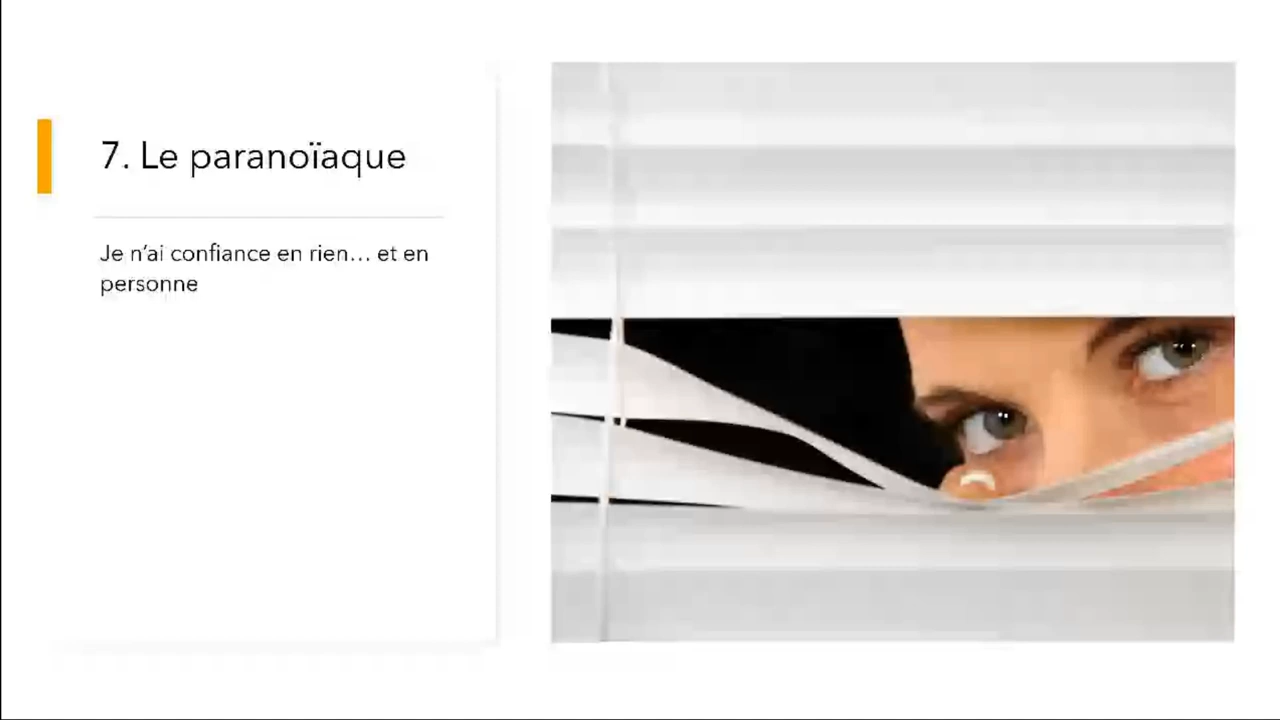 7. Le paranoïaque
Je n’ai confiance en rien… et en
personne